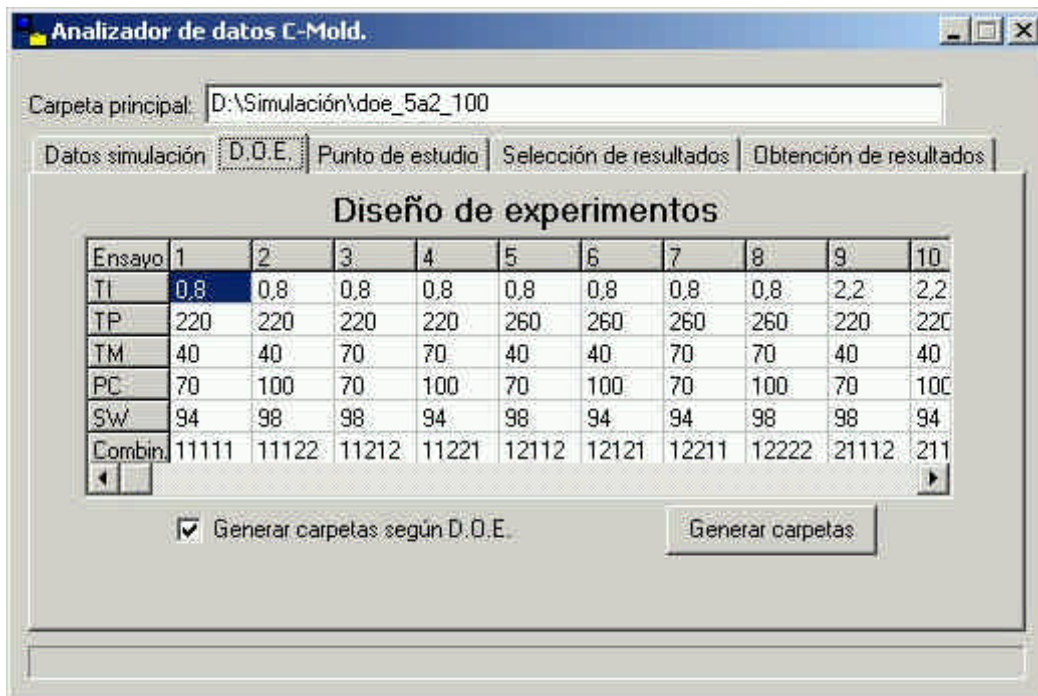 Analizador de datos C-Mold.
Carpeta principal: D:\Simulación\doe_5a2_100
Datos simulación D.O.E. Punto de estudio Selección de resultados Obtención de resultados
Diseño de experimentos
Ensayo 1 2 3 4 5 6 7 8 9 10
TI 0,8 0,8 0,8 0,8 0,8 0,8 0,8 0,8 2,2 2,2
TP 220 220 220 220 260 260 260 260 220 220
TM 40 40 70 70 40 40 70 70 40 40
PC 70 100 70 100 70 100 70 100 70 100
SW 94 98 98 94 98 94 94 98 98 94
Combin. 11111 11122 11212 11221 12112 12121 12211 12222 21112 211
Generar carpetas según D.O.E. Generar carpetas